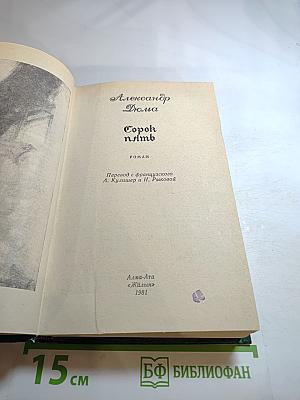 Александр
Дюма
Сорок
пять
РОМАН
Перевод с французского
А. Кулишер и Н. Рыковой
Алма-Ата
«Жалын»
1981
15 см
БФ БИБЛИОФАН